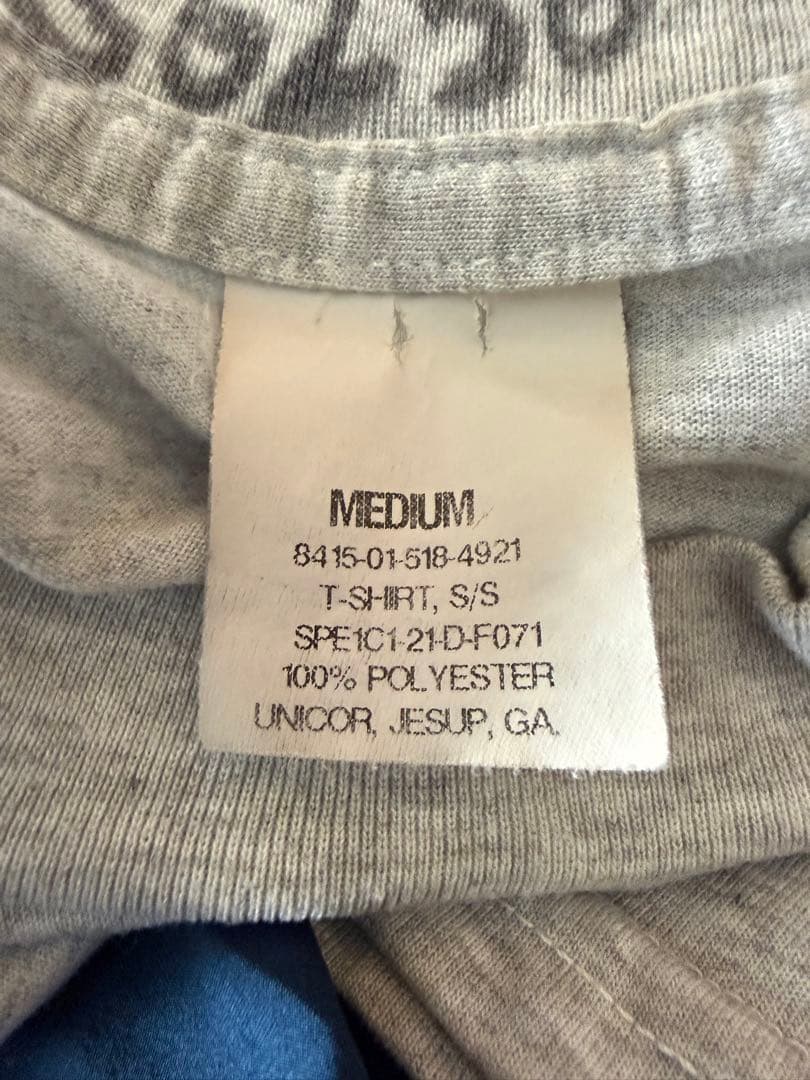 MEDIUM
8415-01-518-4921
T-SHIRT, S/S
SPE1C1-21-D-F071
100% POLYESTER
UNICOR, JESUP, GA.